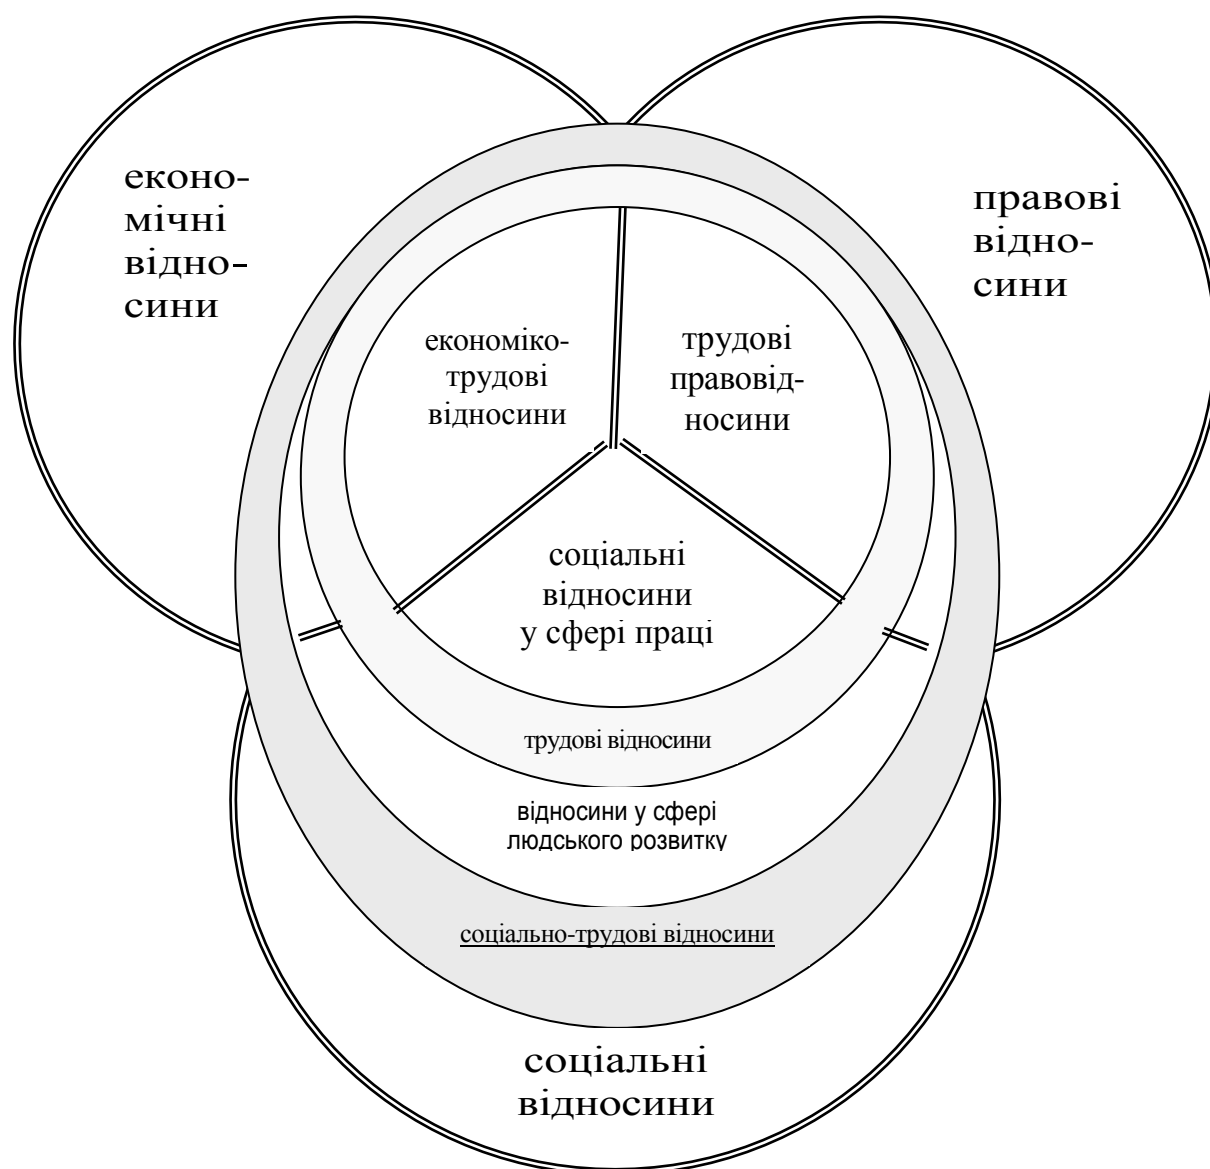 еконо-
мічні
відно-
сини
правові
відно-
сини
економіко-
трудові
відносини
трудові
правовід-
носини
соціальні
відносини
у сфері праці
трудові відносини
відносини у сфері
людського розвитку
соціально-трудові відносини
соціальні
відносини